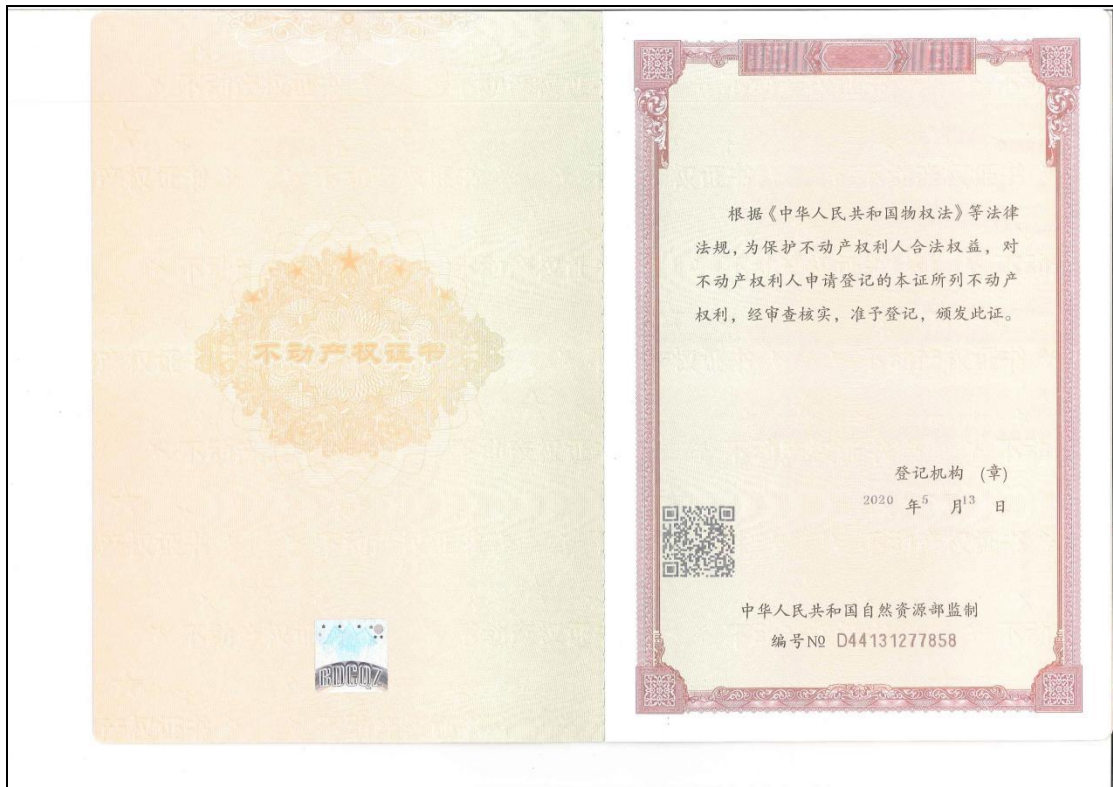 不动产权证书
BDCQZ
根据《中华人民共和国物权法》等法律
法规，为保护不动产权利人合法权益，对
不动产权利人申请登记的本证所列不动产
权利，经审查核实，准予登记，颁发此证。
登记机构 (章)
2020 年 5 月 13 日
中华人民共和国自然资源部监制
编号№ D44131277858